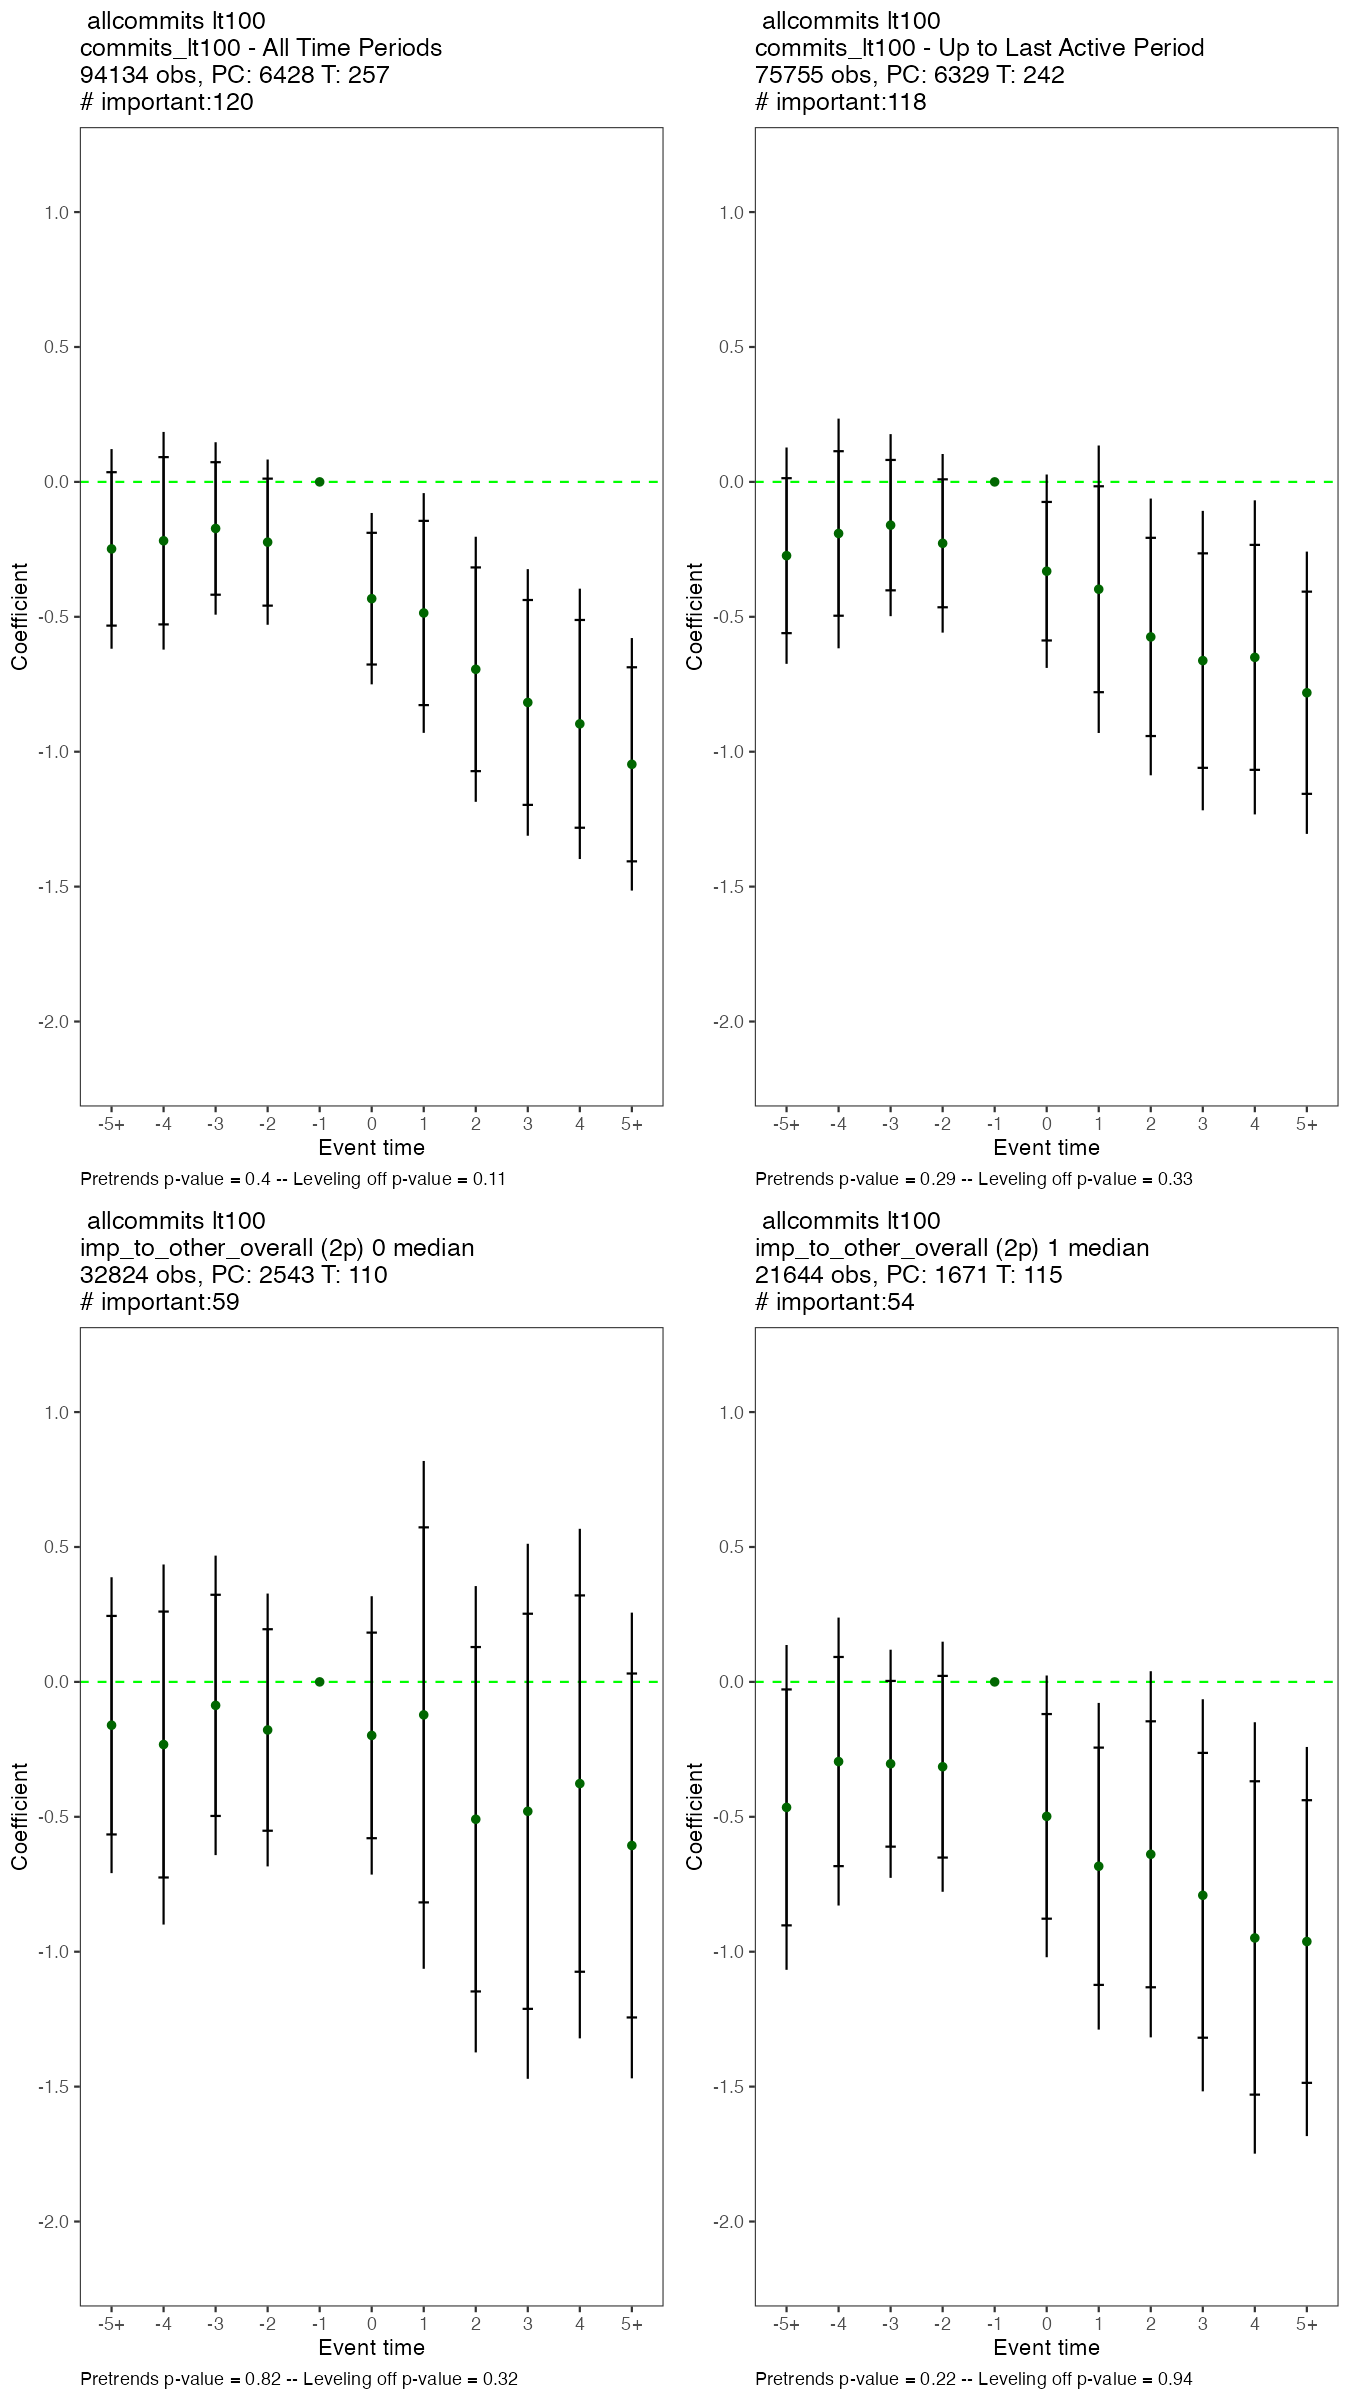 allcommits lt100
commits_lt100 - All Time Periods
94134 obs, PC: 6428 T: 257
# important:120
1.0
0.5
0.0
-0.5
-1.0
-1.5
-2.0
Coefficient
-5+ -4 -3 -2 -1 0 1 2 3 4 5+
Event time
Pretrends p-value = 0.4 -- Leveling off p-value = 0.11
allcommits lt100
commits_lt100 - Up to Last Active Period
75755 obs, PC: 6329 T: 242
# important:118
1.0
0.5
0.0
-0.5
-1.0
-1.5
-2.0
Coefficient
-5+ -4 -3 -2 -1 0 1 2 3 4 5+
Event time
Pretrends p-value = 0.29 -- Leveling off p-value = 0.33
allcommits lt100
imp_to_other_overall (2p) 0 median
32824 obs, PC: 2543 T: 110
# important:59
1.0
0.5
0.0
-0.5
-1.0
-1.5
-2.0
Coefficient
-5+ -4 -3 -2 -1 0 1 2 3 4 5+
Event time
Pretrends p-value = 0.82 -- Leveling off p-value = 0.32
allcommits lt100
imp_to_other_overall (2p) 1 median
21644 obs, PC: 1671 T: 115
# important:54
1.0
0.5
0.0
-0.5
-1.0
-1.5
-2.0
Coefficient
-5+ -4 -3 -2 -1 0 1 2 3 4 5+
Event time
Pretrends p-value = 0.22 -- Leveling off p-value = 0.94